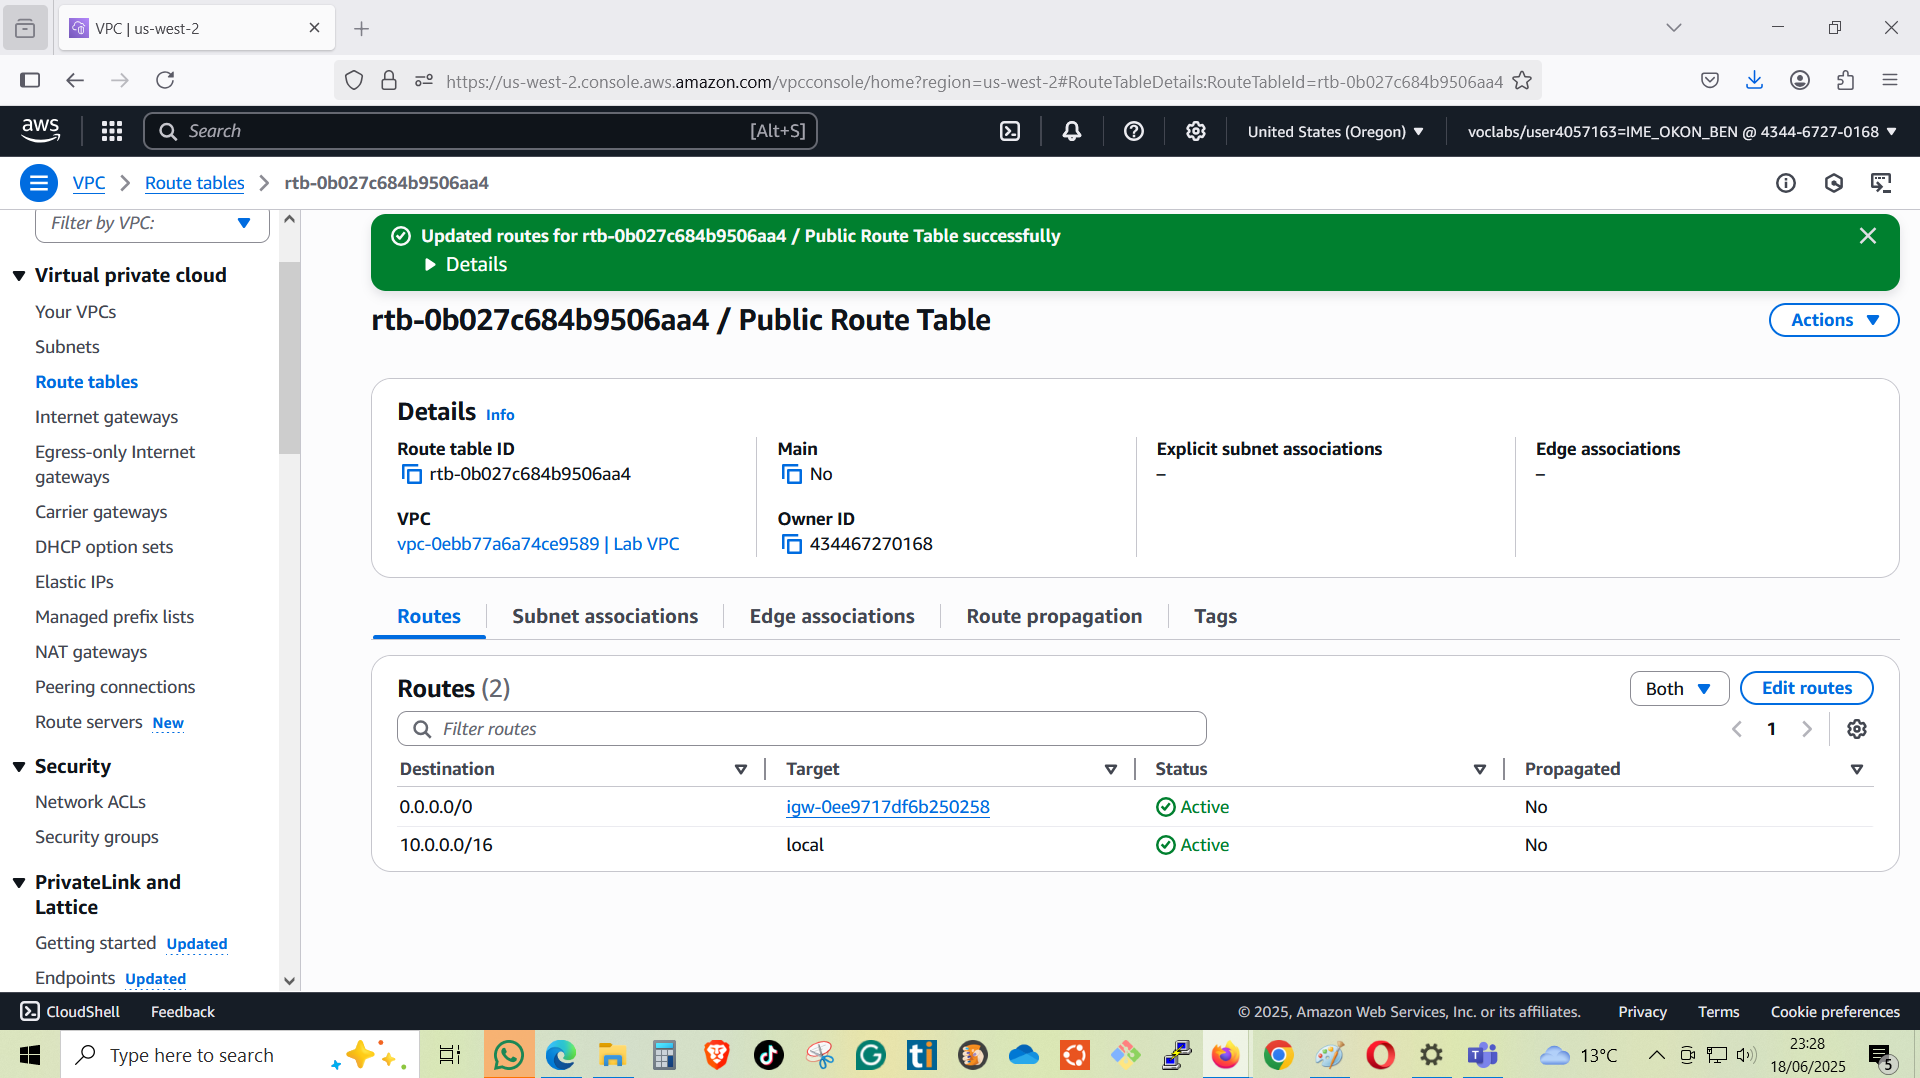 VPC | us-west-2
https://us-west-2.console.aws.amazon.com/vpcconsole/home?region=us-west-2#RouteTableDetails:RouteTableId=rtb-0b027c684b9506aa4
aws
Search [Alt+S]
United States (Oregon)
voclabs/user4057163=IME_OKON_BEN @ 4344-6727-0168
VPC
Route tables
rtb-0b027c684b9506aa4
Filter by VPC:
Virtual private cloud
Your VPCs
Subnets
Route tables
Internet gateways
Egress-only Internet
gateways
Carrier gateways
DHCP option sets
Elastic IPs
Managed prefix lists
NAT gateways
Peering connections
Route servers New
Security
Network ACLs
Security groups
PrivateLink and
Lattice
Getting started Updated
Endpoints Updated
Updated routes for rtb-0b027c684b9506aa4 / Public Route Table successfully
Details
rtb-0b027c684b9506aa4 / Public Route Table
Actions
Details Info
Route table ID
rtb-0b027c684b9506aa4
Main
No
Explicit subnet associations
–
Edge associations
–
VPC
vpc-0ebb77a6a74ce9589 | Lab VPC
Owner ID
434467270168
Routes
Subnet associations
Edge associations
Route propagation
Tags
Routes (2)
Both
Edit routes
Filter routes
1
Destination Target Status Propagated
0.0.0.0/0 igw-0ee9717df6b250258 Active No
10.0.0.0/16 local Active No
CloudShell
Feedback
© 2025, Amazon Web Services, Inc. or its affiliates.
Privacy
Terms
Cookie preferences
Type here to search
ti
13°C
23:28
18/06/2025
5